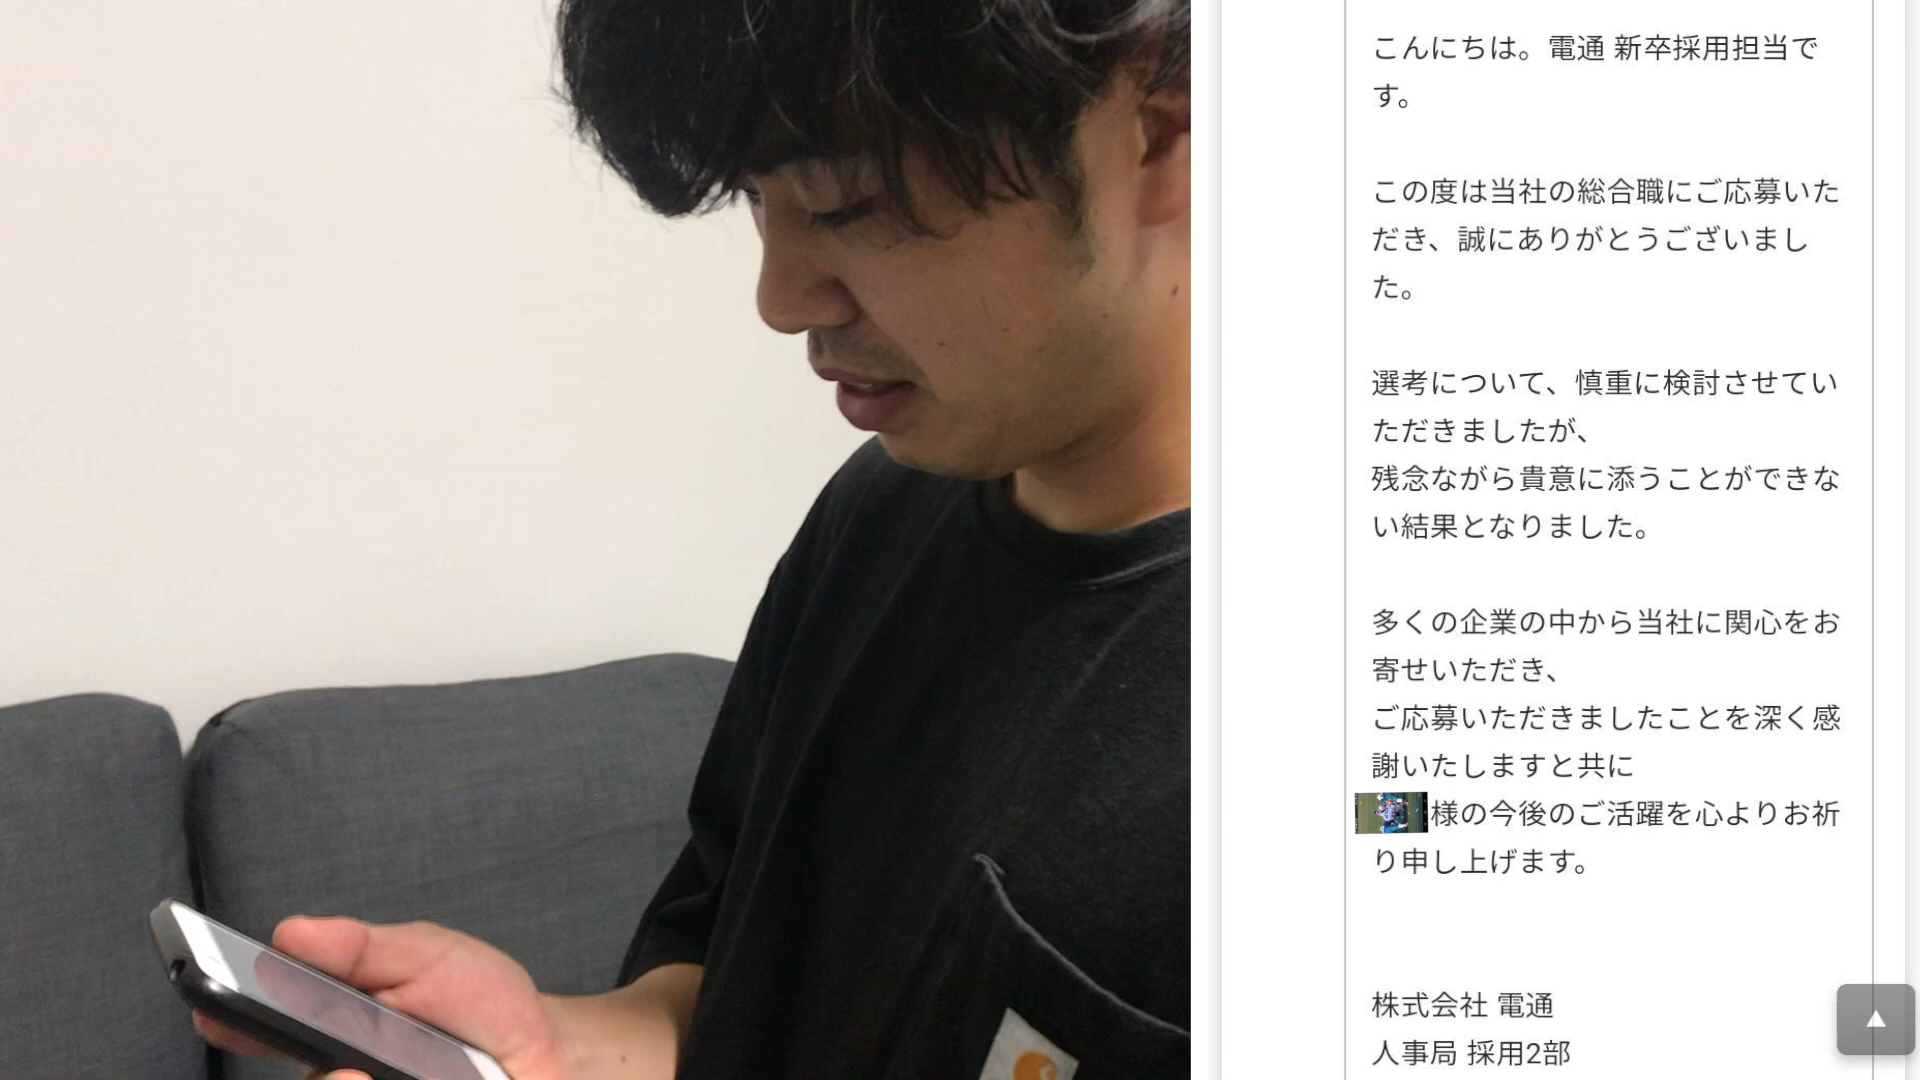 こんにちは。電通 新卒採用担当で
す。
この度は当社の総合職にご応募いた
だき、誠にありがとうございまし
た。
選考について、慎重に検討させてい
ただきましたが、
残念ながら貴意に添うことができな
い結果となりました。
多くの企業の中から当社に関心をお
寄せいただき、
ご応募いただきましたことを深く感
謝いたしますと共に
様の今後のご活躍を心よりお祈
り申し上げます。
株式会社 電通
人事局 採用2部